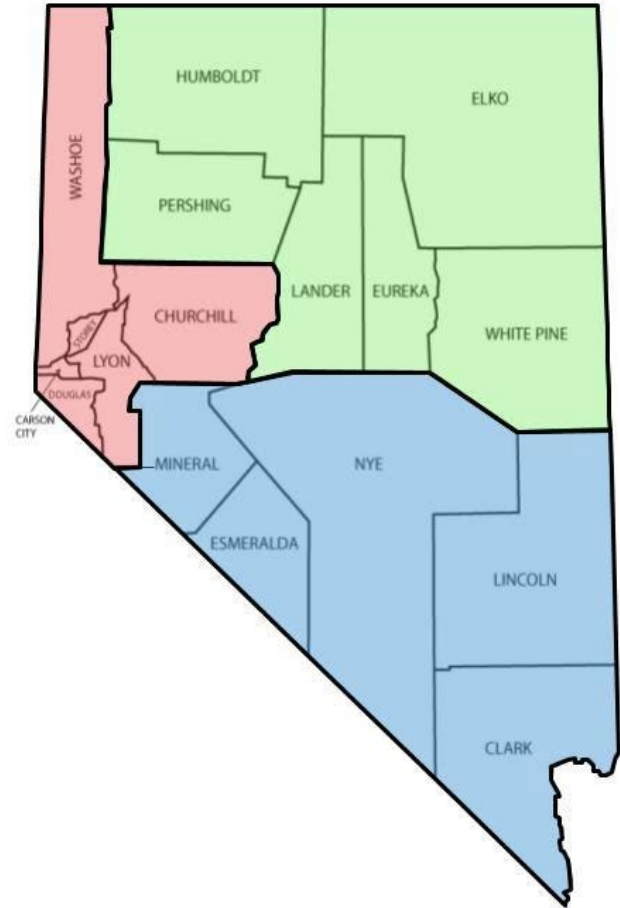 HUMBOLDT
ELKO
WASHOE
PERSHING
LANDER
EUREKA
CHURCHILL
WHITE PINE
STOREY
LYON
DOUGLAS
CARSON
CITY
MINERAL
NYE
ESMERALDA
LINCOLN
CLARK